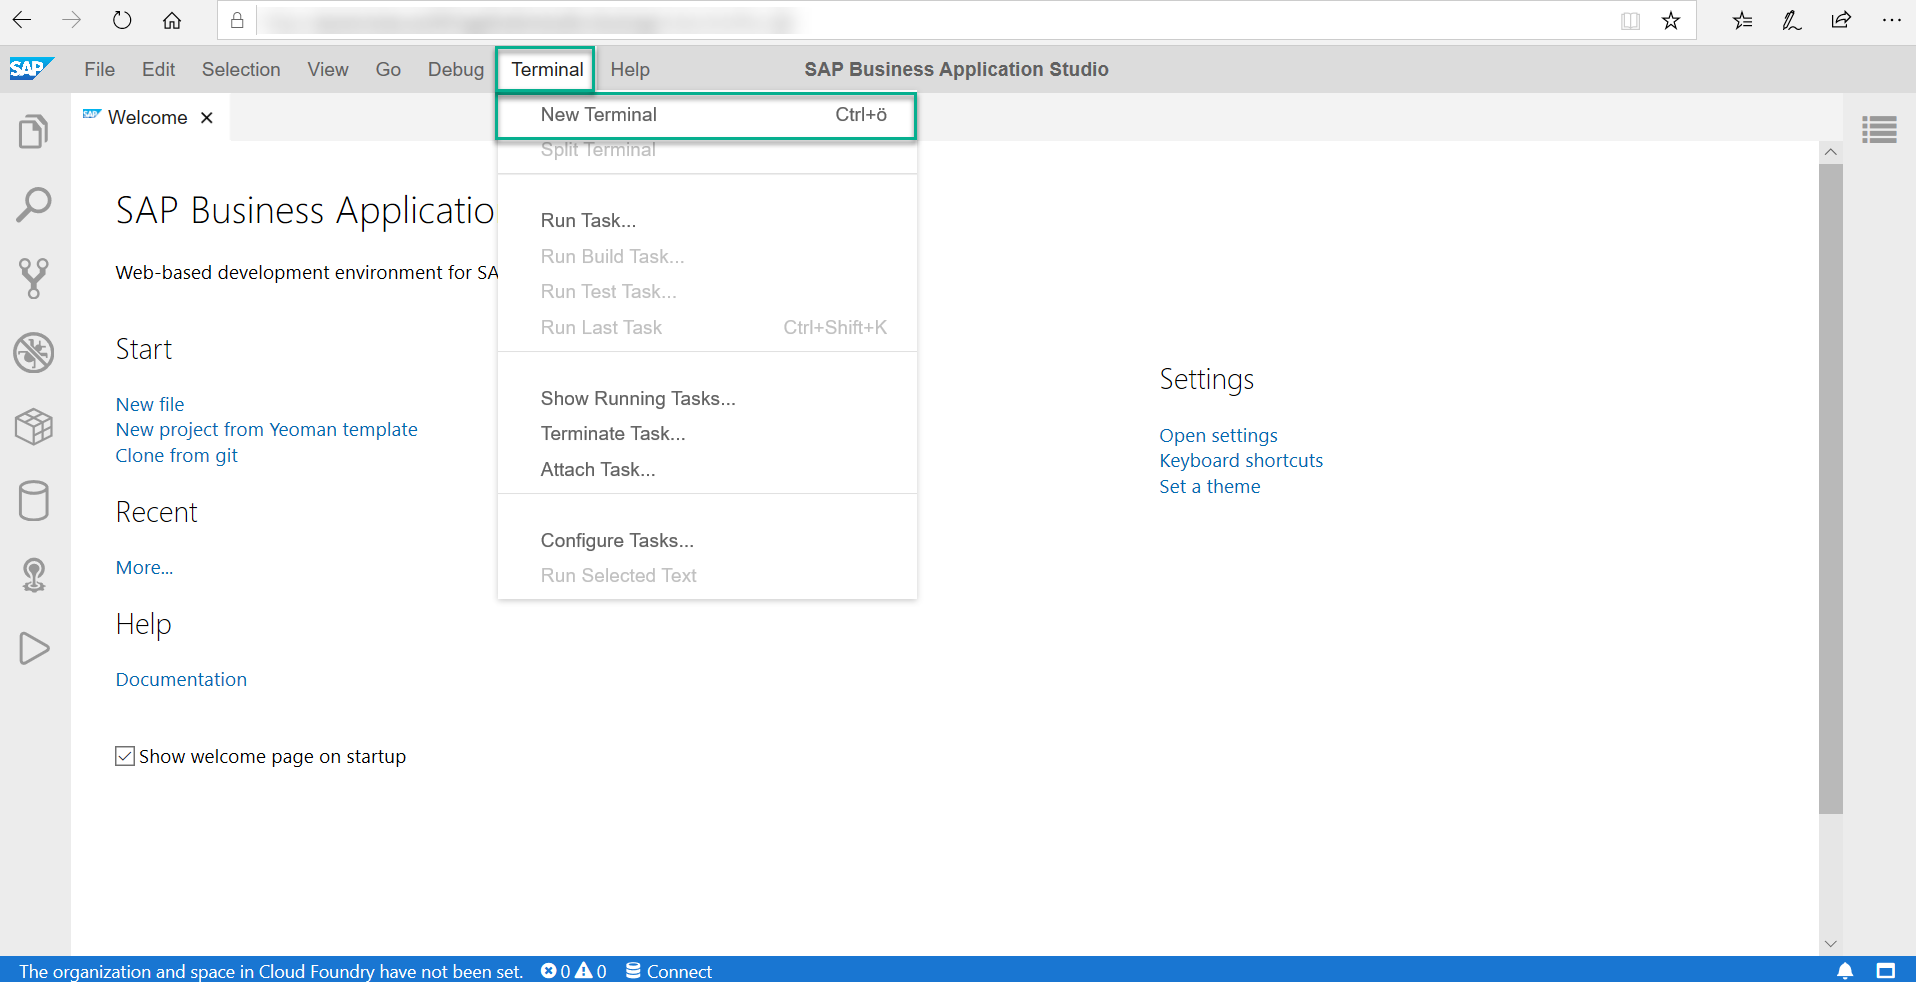 SAP File Edit Selection View Go Debug Terminal Help SAP Business Application Studio
SAP Welcome
New Terminal Ctrl+ö
Split Terminal
Run Task...
Run Build Task...
Run Test Task...
Run Last Task Ctrl+Shift+K
Show Running Tasks...
Terminate Task...
Attach Task...
Configure Tasks...
Run Selected Text
SAP Business Applicatio
Web-based development environment for SA
Start
New file
New project from Yeoman template
Clone from git
Recent
More...
Help
Documentation
Show welcome page on startup
Settings
Open settings
Keyboard shortcuts
Set a theme
The organization and space in Cloud Foundry have not been set. 0 0 Connect